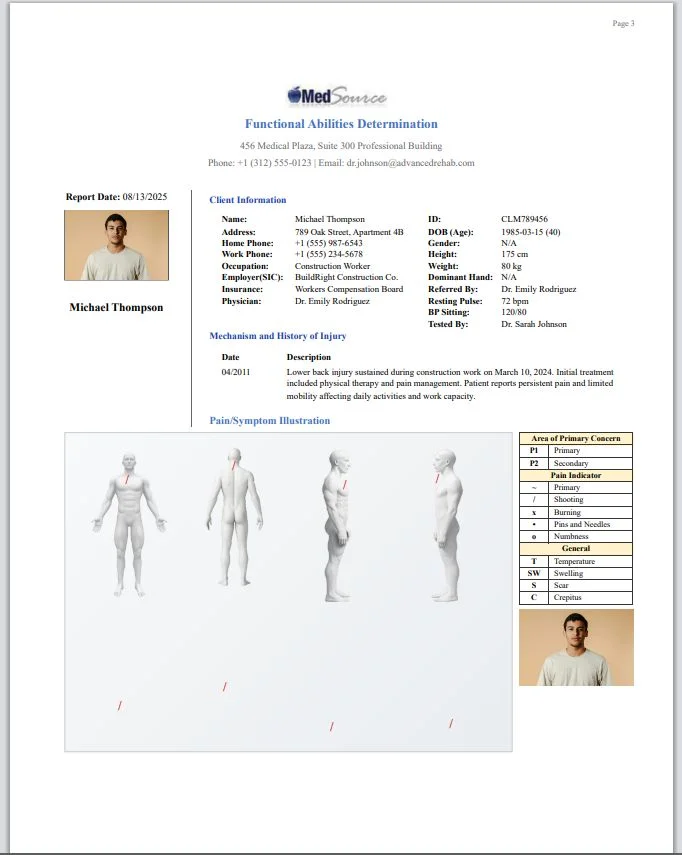 Page 3
MedSource
Functional Abilities Determination
456 Medical Plaza, Suite 300 Professional Building
Phone: +1 (312) 555-0123 | Email: dr.johnson@advancedrehab.com
Report Date: 08/13/2025
Michael Thompson
Client Information
Name: Michael Thompson ID: CLM789456
Address: 789 Oak Street, Apartment 4B DOB (Age): 1985-03-15 (40)
Home Phone: +1 (555) 987-6543 Gender: N/A
Work Phone: +1 (555) 234-5678 Height: 175 cm
Occupation: Construction Worker Weight: 80 kg
Employer(SIC): BuildRight Construction Co. Dominant Hand: N/A
Insurance: Workers Compensation Board Referred By: Dr. Emily Rodriguez
Physician: Dr. Emily Rodriguez Resting Pulse: 72 bpm
BP Sitting: 120/80
Tested By: Dr. Sarah Johnson
Mechanism and History of Injury
Date Description
04/2011 Lower back injury sustained during construction work on March 10, 2024. Initial treatment
included physical therapy and pain management. Patient reports persistent pain and limited
mobility affecting daily activities and work capacity.
Pain/Symptom Illustration
/ / / /
/ / / /
Area of Primary Concern
P1 Primary
P2 Secondary
Pain Indicator
~ Primary
/ Shooting
x Burning
• Pins and Needles
o Numbness
General
T Temperature
SW Swelling
S Scar
C Crepitus